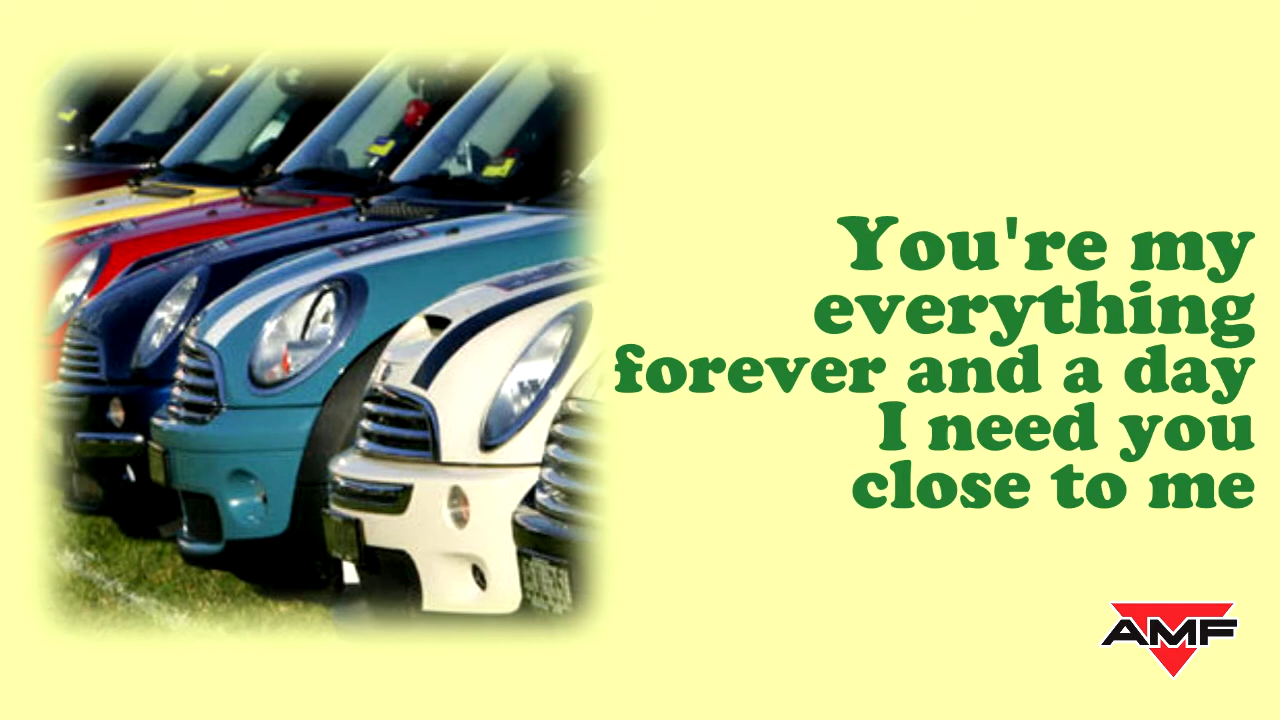 You're my
everything
forever and a day
I need you
close to me
AMF